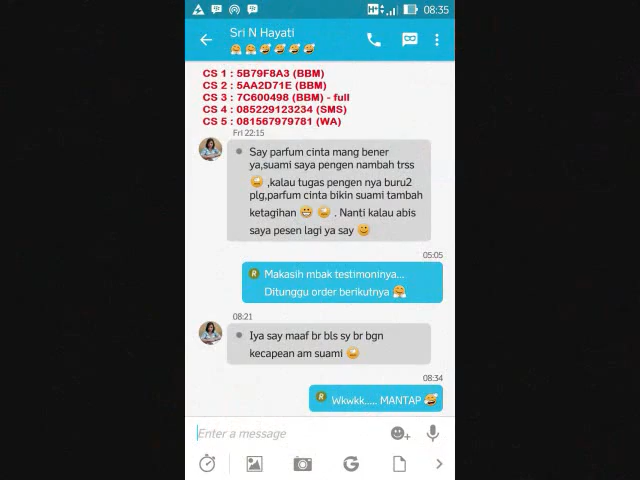 08:35
Sri N Hayati
CS 1 : 5B79F8A3 (BBM)
CS 2 : 5AA2D71E (BBM)
CS 3 : 7C600498 (BBM) - full
CS 4 : 085229123234 (SMS)
CS 5 : 081567979781 (WA)
Fri 22:15
Say parfum cinta mang bener
ya,suami saya pengen nambah trss
,kalau tugas pengen nya buru2
plg,parfum cinta bikin suami tambah
ketagihan 😁 😜 . Nanti kalau abis
saya pesen lagi ya say 😊
05:05
R Makasih mbak testimoninya...
Ditunggu order berikutnya 🤗
08:21
Iya say maaf br bls sy br bgn
kecapean am suami 😜
08:34
R Wkwkk..... MANTAP
Enter a message